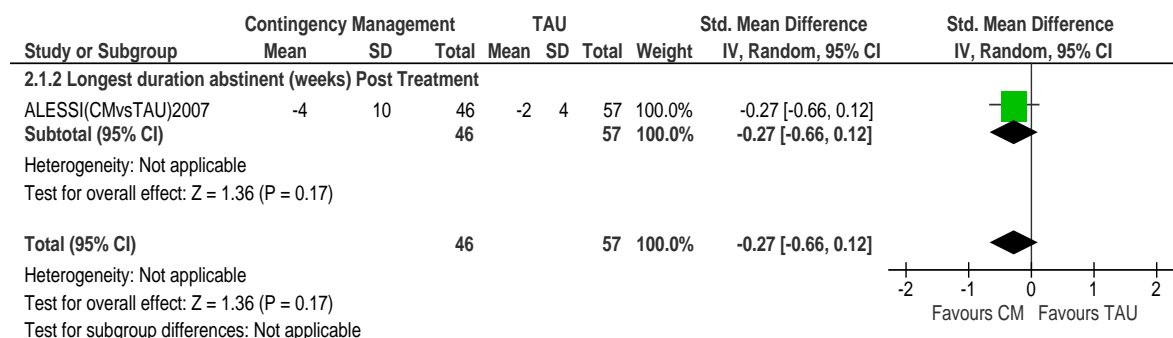 Contingency Management TAU Std. Mean Difference Std. Mean Difference
Study or Subgroup Mean SD Total Mean SD Total Weight IV, Random, 95% CI IV, Random, 95% CI
2.1.2 Longest duration abstinent (weeks) Post Treatment
ALESSI(CMvsTAU)2007 -4 10 46 -2 4 57 100.0% -0.27 [-0.66, 0.12]
Subtotal (95% CI) 46 57 100.0% -0.27 [-0.66, 0.12]
Heterogeneity: Not applicable
Test for overall effect: Z = 1.36 (P = 0.17)
Total (95% CI) 46 57 100.0% -0.27 [-0.66, 0.12]
Heterogeneity: Not applicable
Test for overall effect: Z = 1.36 (P = 0.17)
Test for subgroup differences: Not applicable
-2 -1 0 1 2
Favours CM Favours TAU